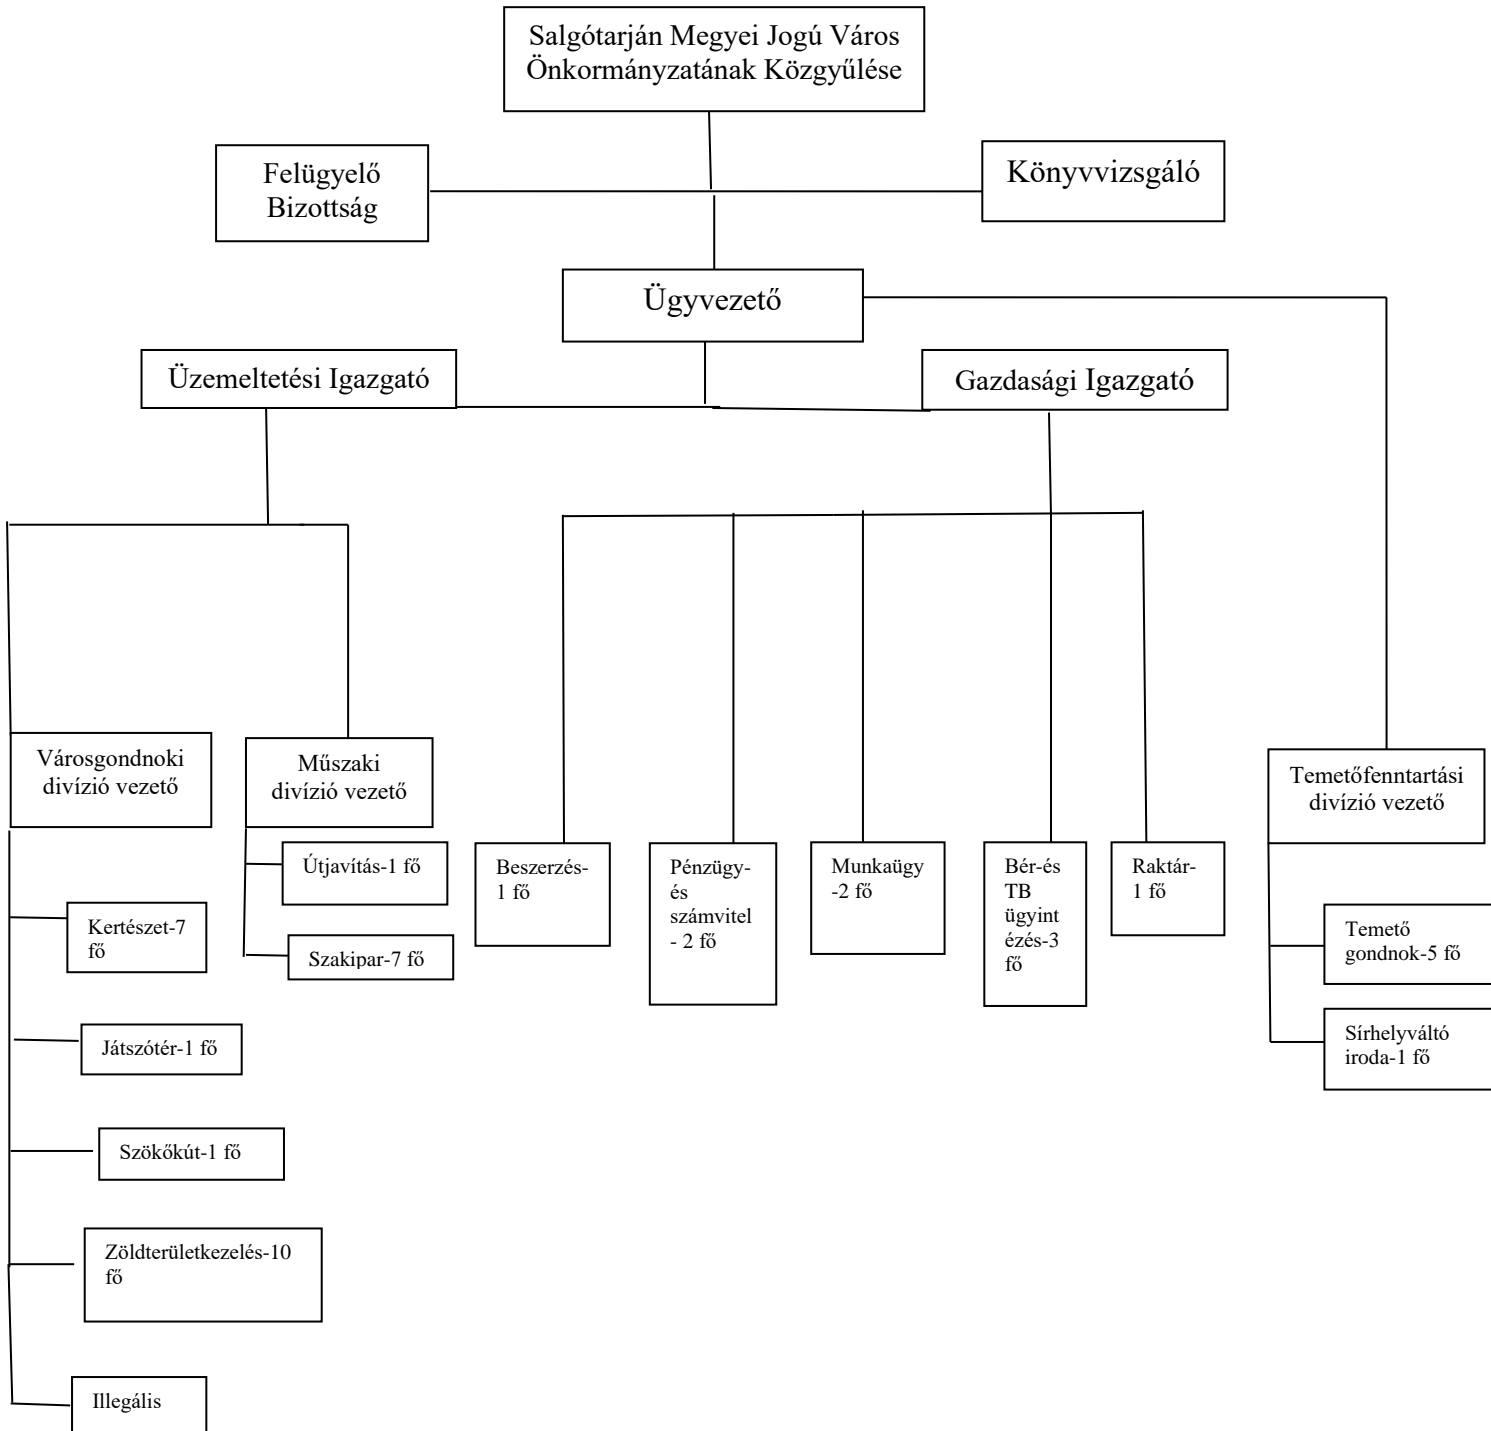 Salgótarján Megyei Jogú Város
Önkormányzatának Közgyűlése
Felügyelő
Bizottság
Könyvvizsgáló
Ügyvezető
Üzemeltetési Igazgató
Gazdasági Igazgató
Városgondnoki
divízió vezető
Műszaki
divízió vezető
Temetőfenntartási
divízió vezető
Útjavítás-1 fő
Szakipar-7 fő
Beszerzés-
1 fő
Pénzügy-
és
számvitel
- 2 fő
Munkaügy
-2 fő
Bér-és
TB
ügyint
ézés-3
fő
Raktár-
1 fő
Kertészet-7
fő
Temető
gondnok-5 fő
Játszótér-1 fő
Sírhelyváltó
iroda-1 fő
Szökőkút-1 fő
Zöldterületkezelés-10
fő
Illegális